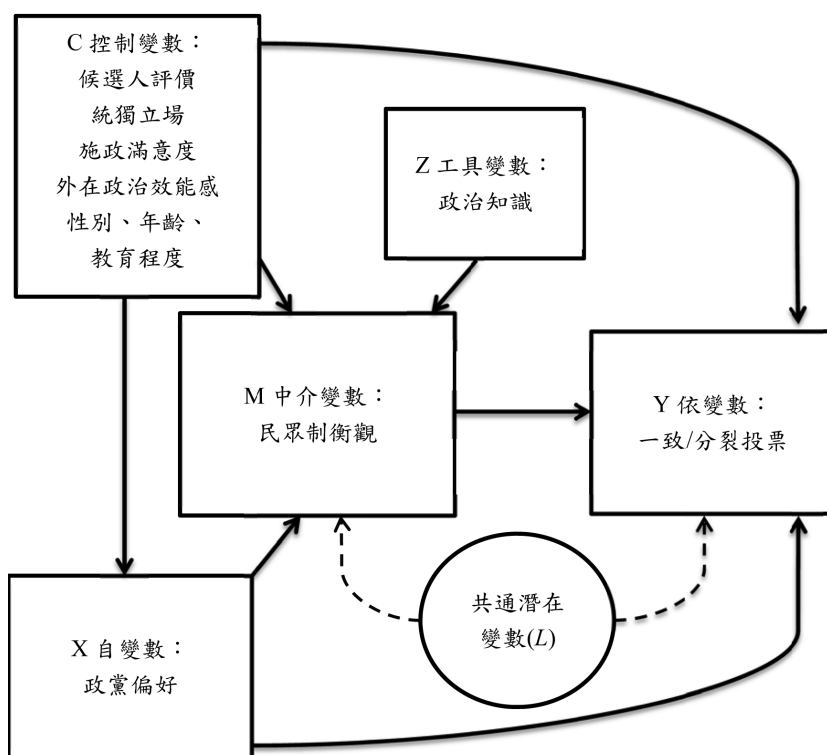 C 控制變數：
候選人評價
統獨立場
施政滿意度
外在政治效能感
性別、年齡、
教育程度
Z 工具變數：
政治知識
M 中介變數：
民眾制衡觀
Y 依變數：
一致/分裂投票
共通潛在
變數(L)
X 自變數：
政黨偏好